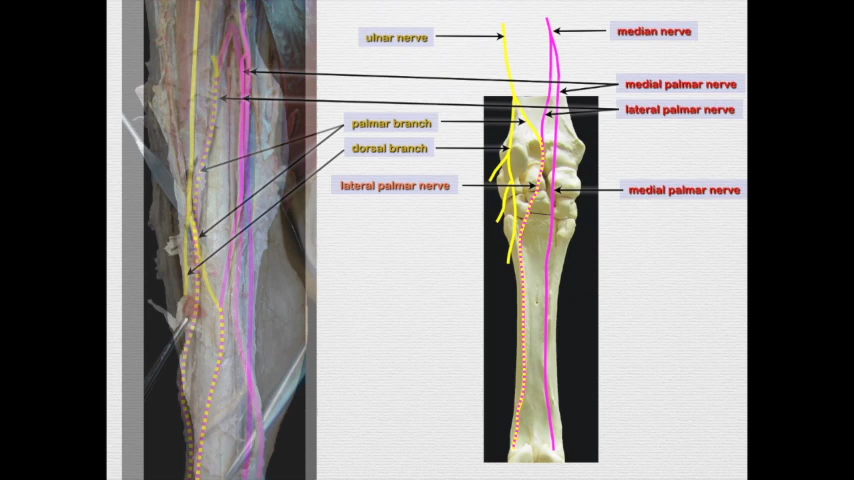 ulnar nerve
median nerve
medial palmar nerve
lateral palmar nerve
palmar branch
dorsal branch
lateral palmar nerve
medial palmar nerve